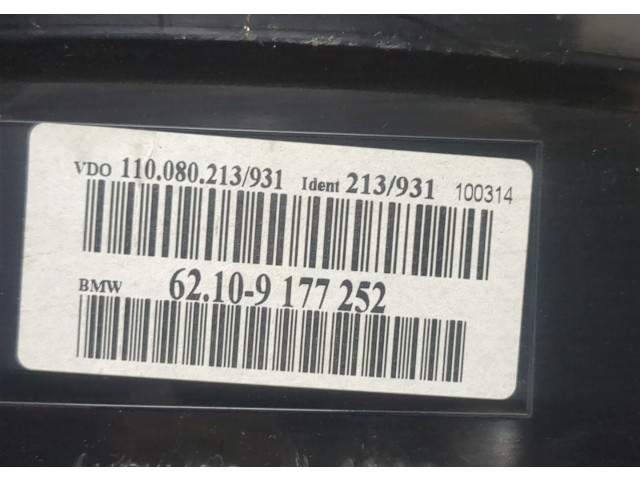 VDO 110.080.213/931 Ident 213/931 100314
BMW 62.10-9 177 252